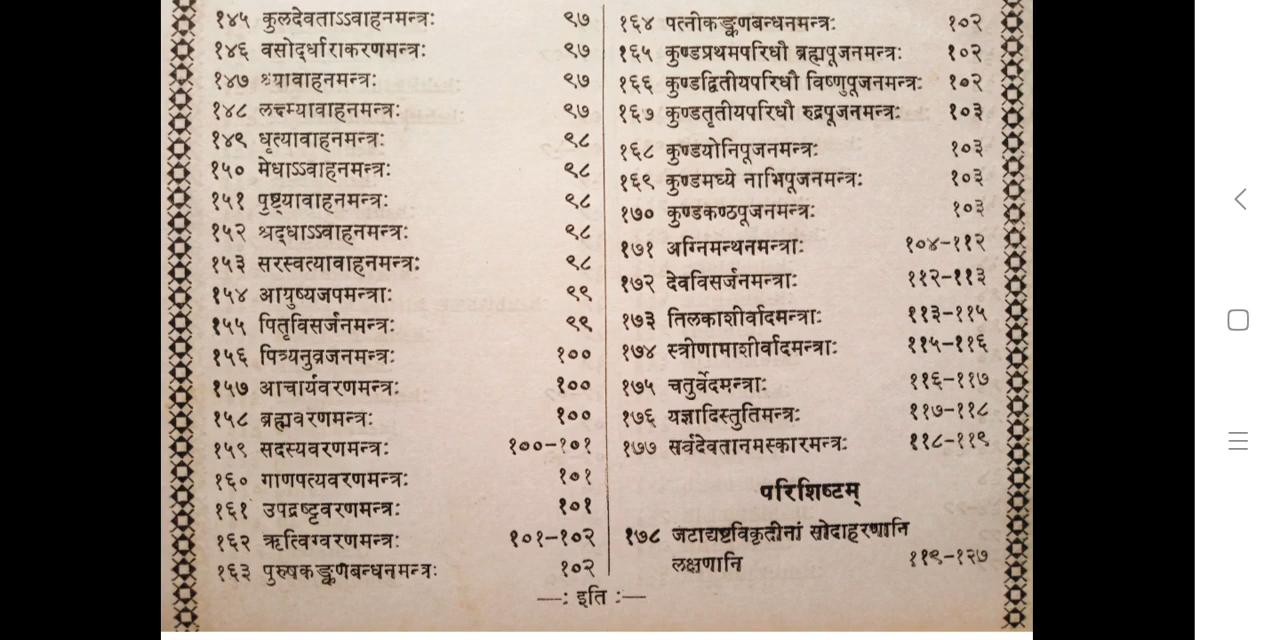 १४५ कुलदेवताऽऽवाहनमन्त्रः ९७
१४६ वसोर्द्धाराकरणमन्त्रः ९७
१४७ श्र्यावाहनमन्त्रः ९७
१४८ लक्ष्म्यावाहनमन्त्रः ९७
१४९ धृत्यावाहनमन्त्रः ९८
१५० मेधाऽऽवाहनमन्त्रः ९८
१५१ पुष्ट्यावाहनमन्त्रः ९८
१५२ श्रद्धाऽऽवाहनमन्त्रः ९८
१५३ सरस्वत्यावाहनमन्त्रः ९८
१५४ आयुष्यजपमन्त्राः ९९
१५५ पितृविसर्जनमन्त्रः ९९
१५६ पित्र्यनुव्रजनमन्त्रः १००
१५७ आचार्यवरणमन्त्रः १००
१५८ ब्रह्मवरणमन्त्रः १००
१५९ सदस्यवरणमन्त्रः १००-१०१
१६० गाणपत्यवरणमन्त्रः १०१
१६१ उपद्रष्टृवरणमन्त्रः १०१
१६२ ऋत्विग्वरणमन्त्रः १०१-१०२
१६३ पुरुषकङ्कणबन्धनमन्त्रः १०२
१६४ पत्नीकङ्कणबन्धनमन्त्रः १०२
१६५ कुण्डप्रथमपरिधौ ब्रह्मपूजनमन्त्रः १०२
१६६ कुण्डद्वितीयपरिधौ विष्णुपूजनमन्त्रः १०२
१६७ कुण्डतृतीयपरिधौ रुद्रपूजनमन्त्रः १०३
१६८ कुण्डयोनिपूजनमन्त्रः १०३
१६९ कुण्डमध्ये नाभिपूजनमन्त्रः १०३
१७० कुण्डकण्ठपूजनमन्त्रः १०३
१७१ अग्निमन्थनमन्त्राः १०४-११२
१७२ देवविसर्जनमन्त्राः ११२-११३
१७३ तिलकाशीर्वादमन्त्राः ११३-११५
१७४ स्त्रीणामाशीर्वादमन्त्राः ११५-११६
१७५ चतुर्वेदमन्त्राः ११६-११७
१७६ यज्ञादिस्तुतिमन्त्रः ११७-११८
१७७ सर्वदेवतानमस्कारमन्त्रः ११८-११९
परिशिष्टम्
१७८ जटाद्यष्टविकृतीनां सोदाहरणानि
लक्षणानि ११९-१२७
—: इति :—